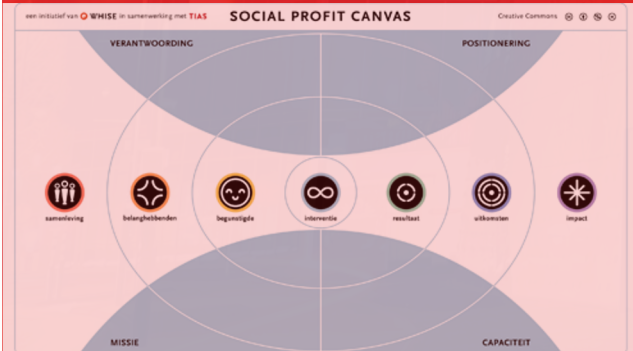 een initiatief van WHISE in samenwerking met TIAS
SOCIAL PROFIT CANVAS
Creative Commons
VERANTWOORDING
POSITIONERING
samenleving
belanghebbenden
begunstigde
interventie
resultaat
uitkomsten
impact
MISSIE
CAPACITEIT